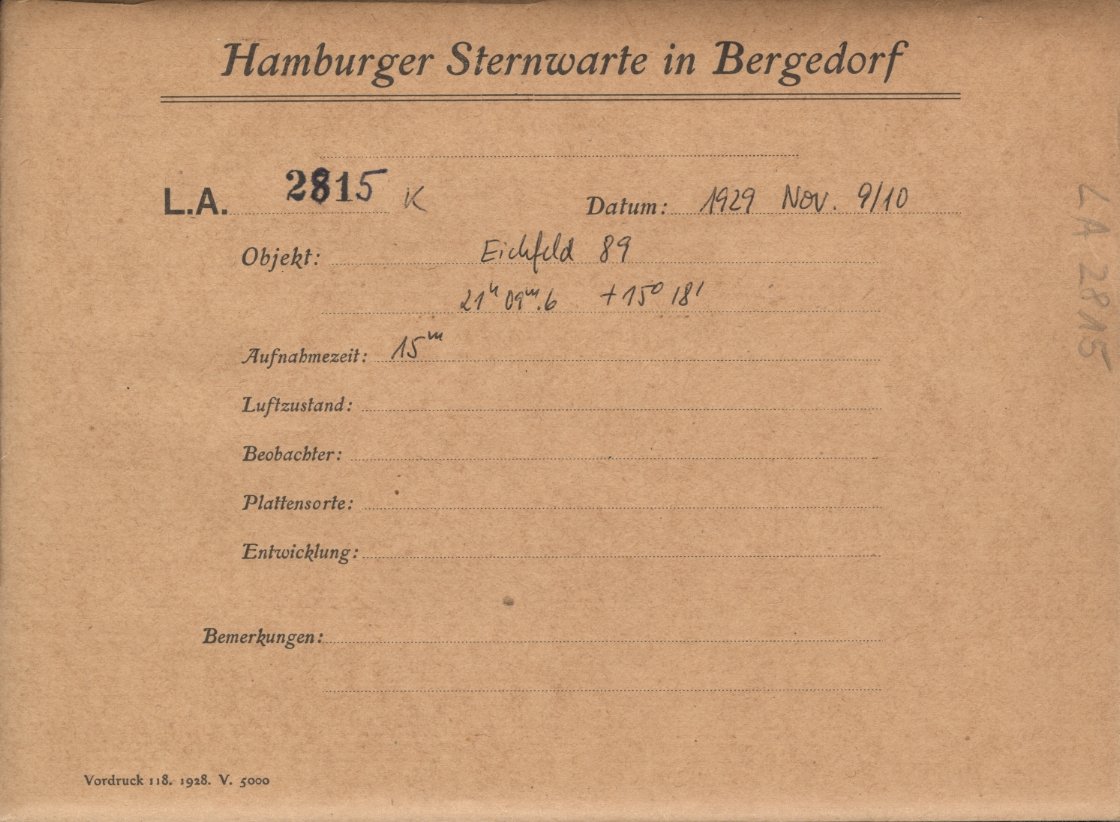 Hamburger Sternwarte in Bergedorf
L.A. 2815 K Datum: 1929 Nov. 9/10
Objekt: Eichfeld 89
21ʰ 09ᵐ.6 +15° 18'
Aufnahmezeit: 15ᵐ
Luftzustand:
Beobachter:
Plattensorte:
Entwicklung:
Bemerkungen:
Vordruck 118. 1928. V. 5000
LA 2815